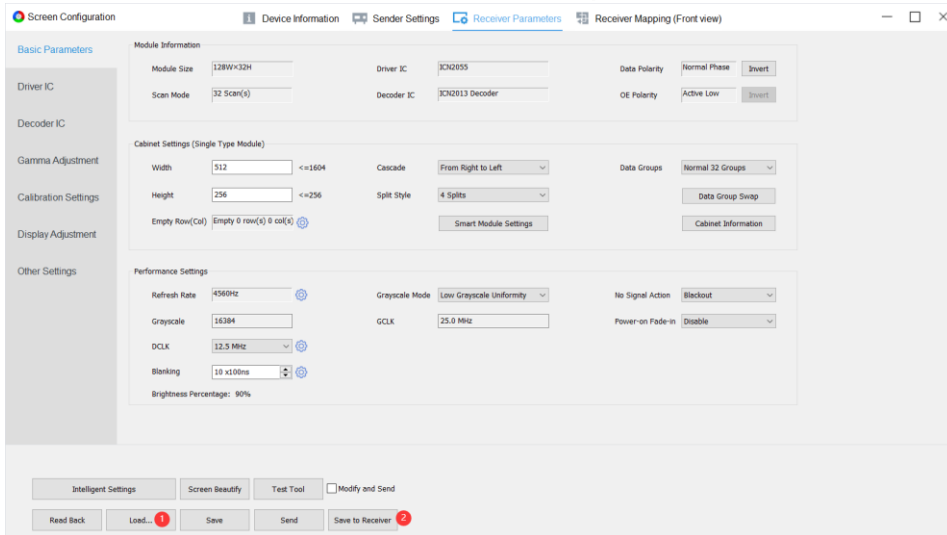 Screen Configuration
Device Information Sender Settings Receiver Parameters Receiver Mapping (Front view)
Basic Parameters
Driver IC
Decoder IC
Gamma Adjustment
Calibration Settings
Display Adjustment
Other Settings
Module Information
Module Size 128W×32H Driver IC ICN2055 Data Polarity Normal Phase Invert
Scan Mode 32 Scan(s) Decoder IC ICN2013 Decoder OE Polarity Active Low Invert
Cabinet Settings (Single Type Module)
Width 512 <=1604 Cascade From Right to Left Data Groups Normal 32 Groups
Height 256 <=256 Split Style 4 Splits Data Group Swap
Empty Row(Col) Empty 0 row(s) 0 col(s) Smart Module Settings Cabinet Information
Performance Settings
Refresh Rate 4560Hz Grayscale Mode Low Grayscale Uniformity No Signal Action Blackout
Grayscale 16384 GCLK 25.0 MHz Power-on Fade-in Disable
DCLK 12.5 MHz
Blanking 10 x100ns
Brightness Percentage: 90%
Intelligent Settings Screen Beautify Test Tool Modify and Send
Read Back Load... 1 Save Send Save to Receiver 2